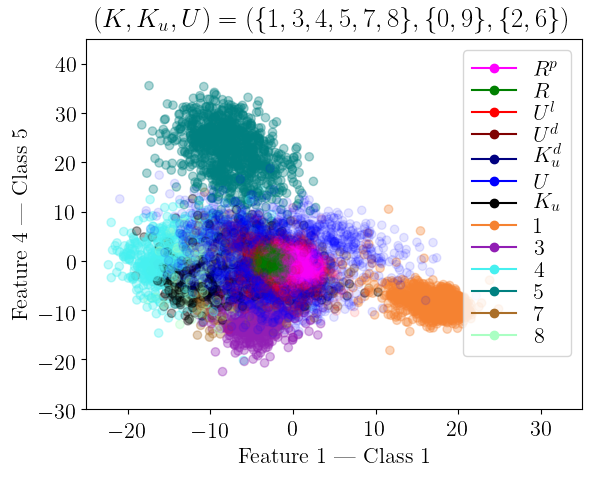 (K, K_u, U) = ({1, 3, 4, 5, 7, 8}, {0, 9}, {2, 6})
40
30
20
10
0
−10
−20
−30
Feature 4 — Class 5
R^p
R
U^l
U^d
K_u^d
U
K_u
1
3
4
5
7
8
−20 −10 0 10 20 30
Feature 1 — Class 1